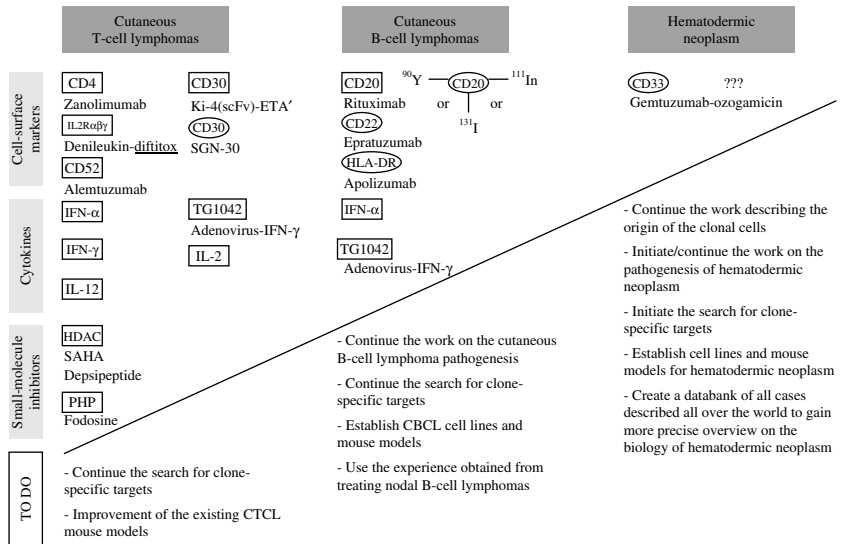 Cutaneous
T-cell lymphomas
Cutaneous
B-cell lymphomas
Hematodermic
neoplasm
Cell-surface
markers
CD4
Zanolimumab
IL2Rαβγ
Denileukin-diftitox
CD52
Alemtuzumab
CD30
Ki-4(scFv)-ETA′
CD30
SGN-30
CD20
Rituximab
CD22
Epratuzumab
HLA-DR
Apolizumab
⁹⁰Y
CD20
¹¹¹In
or
or
¹³¹I
CD33
???
Gemtuzumab-ozogamicin
Cytokines
IFN-α
IFN-γ
IL-12
TG1042
Adenovirus-IFN-γ
IL-2
IFN-α
TG1042
Adenovirus-IFN-γ
Small-molecule
inhibitors
HDAC
SAHA
Depsipeptide
PHP
Fodosine
TO DO
- Continue the search for clone-
specific targets
- Improvement of the existing CTCL
mouse models
- Continue the work on the cutaneous
B-cell lymphoma pathogenesis
- Continue the search for clone-
specific targets
- Establish CBCL cell lines and
mouse models
- Use the experience obtained from
treating nodal B-cell lymphomas
- Continue the work describing the
origin of the clonal cells
- Initiate/continue the work on the
pathogenesis of hematodermic
neoplasm
- Initiate the search for clone-
specific targets
- Establish cell lines and mouse
models for hematodermic neoplasm
- Create a databank of all cases
described all over the world to gain
more precise overview on the
biology of hematodermic neoplasm